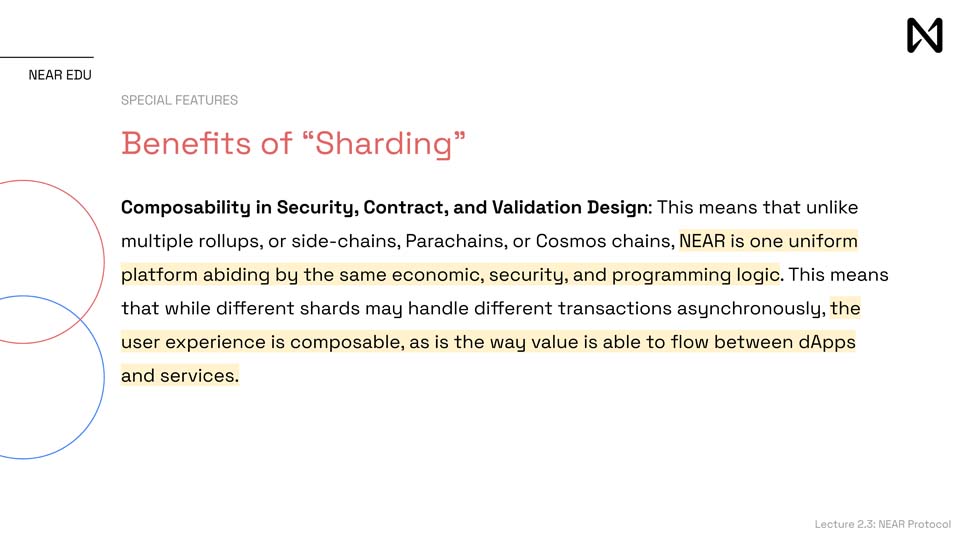 NEAR EDU
SPECIAL FEATURES
Benefits of “Sharding”
Composability in Security, Contract, and Validation Design: This means that unlike
multiple rollups, or side-chains, Parachains, or Cosmos chains, NEAR is one uniform
platform abiding by the same economic, security, and programming logic. This means
that while different shards may handle different transactions asynchronously, the
user experience is composable, as is the way value is able to flow between dApps
and services.
Lecture 2.3: NEAR Protocol